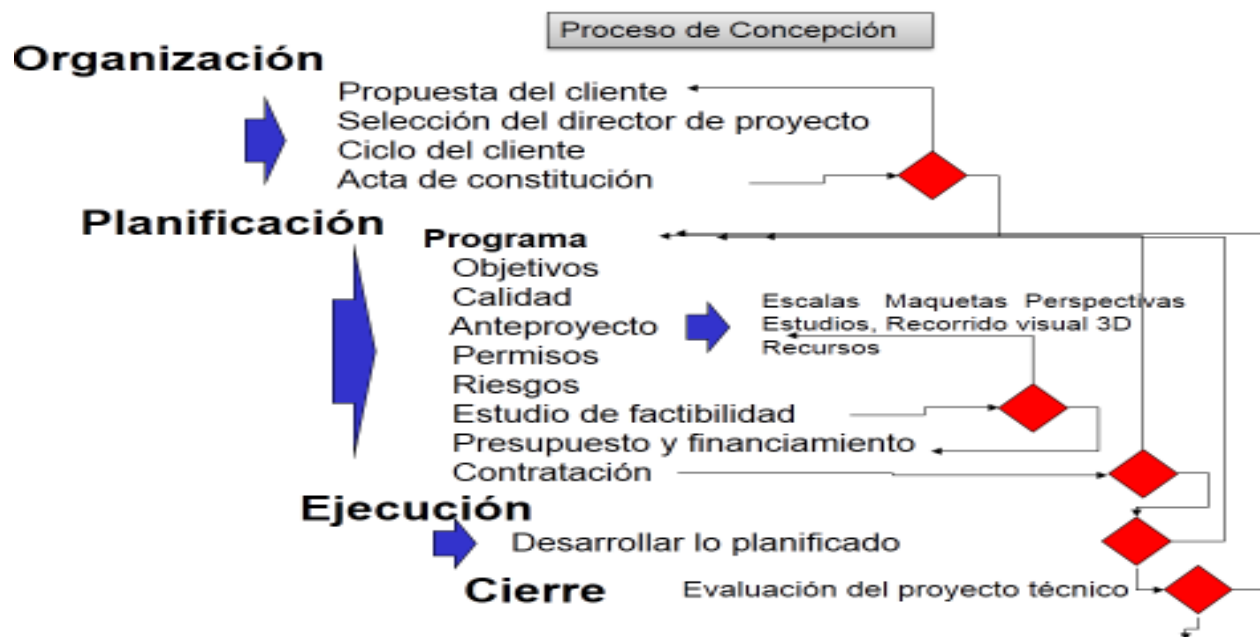 Proceso de Concepción
Organización
Propuesta del cliente
Selección del director de proyecto
Ciclo del cliente
Acta de constitución
Planificación
Programa
Objetivos
Calidad
Anteproyecto
Escalas Maquetas Perspectivas
Estudios, Recorrido visual 3D
Recursos
Permisos
Riesgos
Estudio de factibilidad
Presupuesto y financiamiento
Contratación
Ejecución
Desarrollar lo planificado
Cierre
Evaluación del proyecto técnico